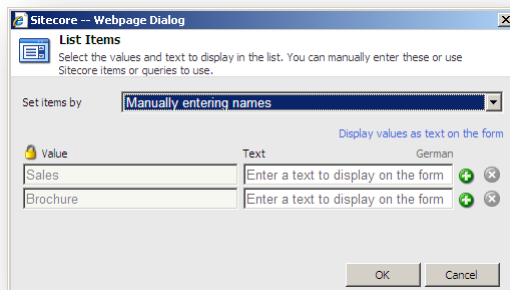 Sitecore -- Webpage Dialog
List Items
Select the values and text to display in the list. You can manually enter these or use
Sitecore items or queries to use.
Set items by Manually entering names
Display values as text on the form
Value Text German
Sales Enter a text to display on the form
Brochure Enter a text to display on the form
OK Cancel